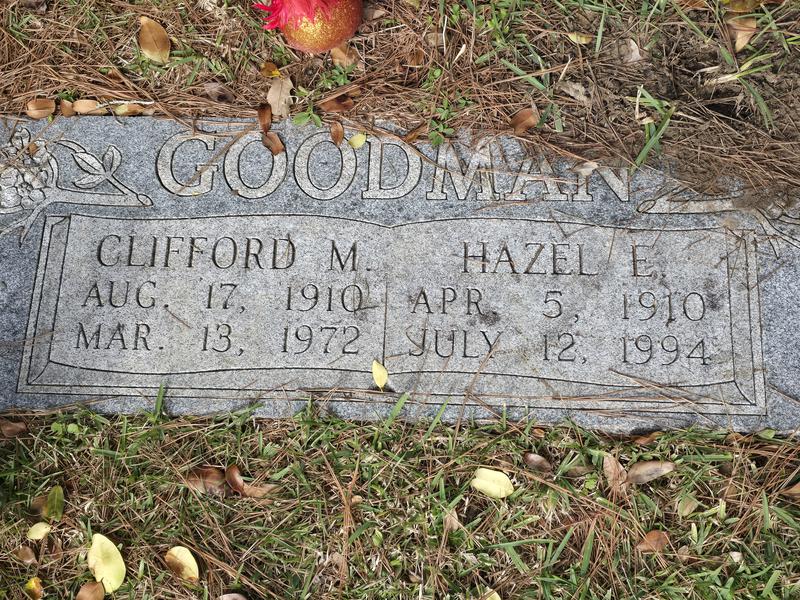 GOODMAN
CLIFFORD M. HAZEL E.
AUG. 17, 1910 APR. 5, 1910
MAR. 13, 1972 JULY 12, 1994